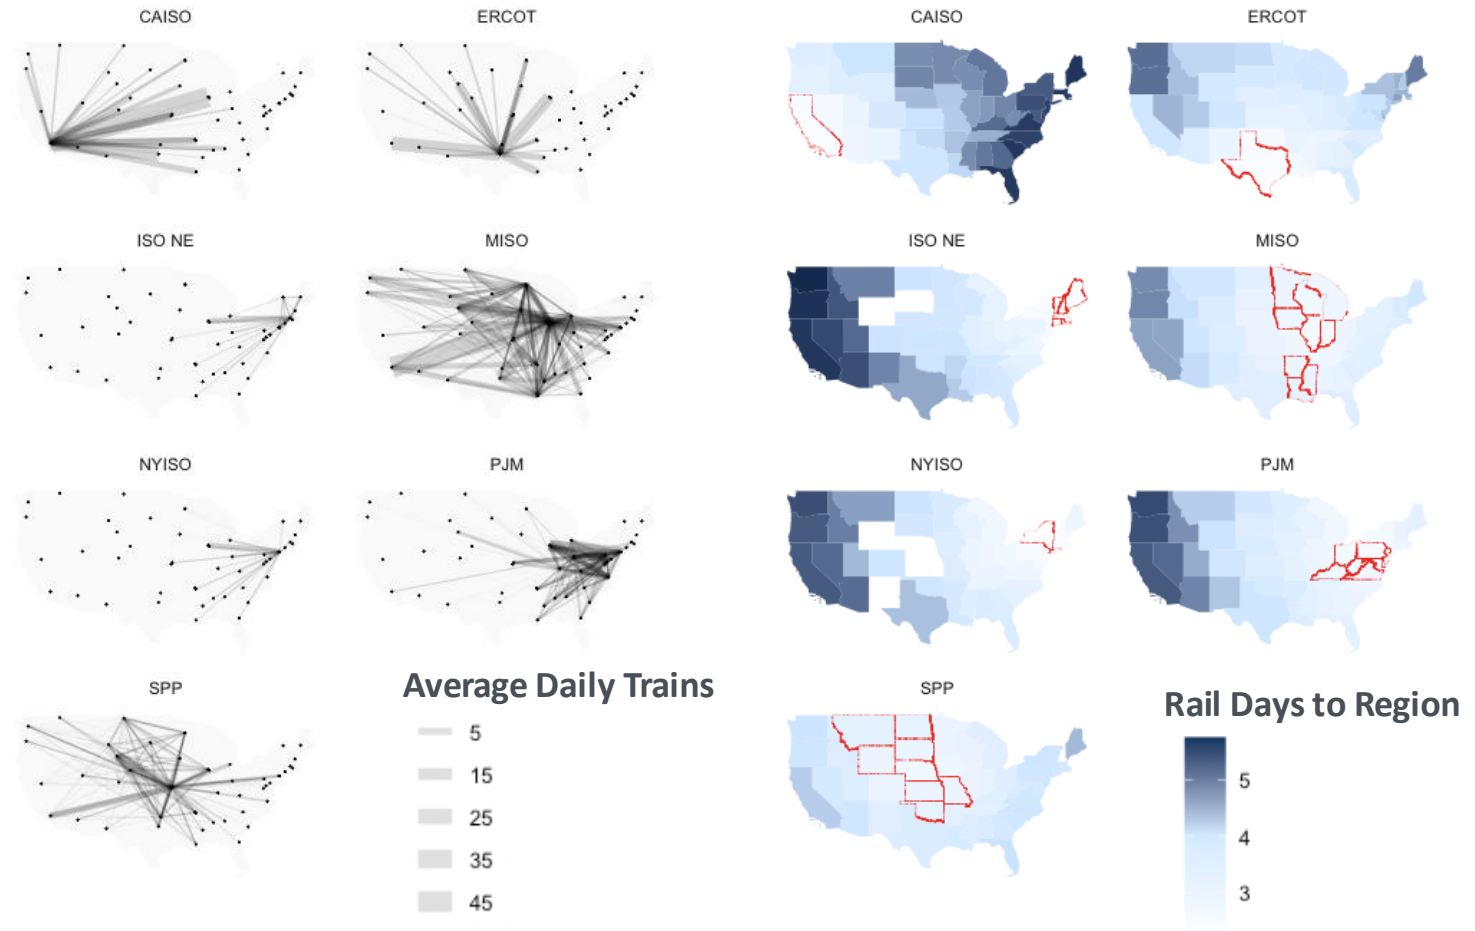 CAISO
ERCOT
CAISO
ERCOT
ISO NE
MISO
ISO NE
MISO
NYISO
PJM
NYISO
PJM
SPP
SPP
Average Daily Trains
5
15
25
35
45
Rail Days to Region
5
4
3